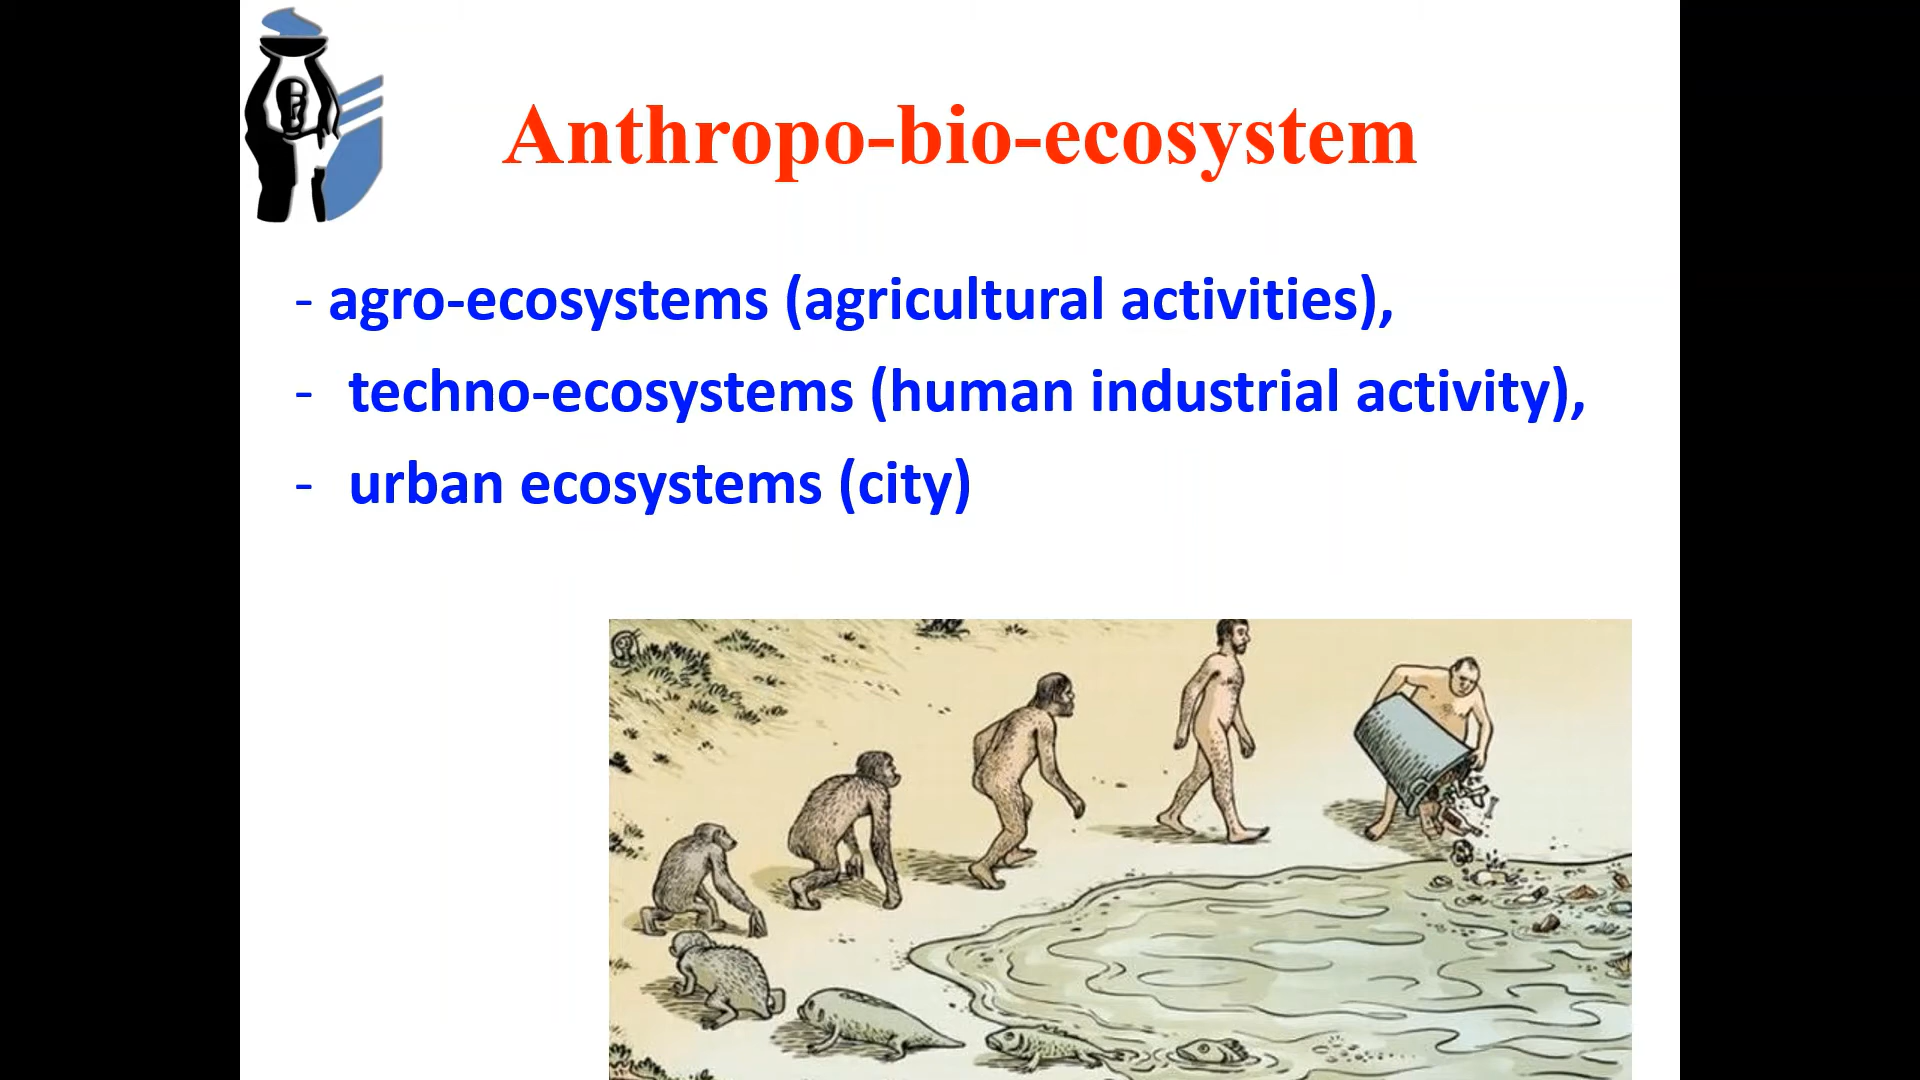 Anthropo-bio-ecosystem
- agro-ecosystems (agricultural activities),
- techno-ecosystems (human industrial activity),
- urban ecosystems (city)